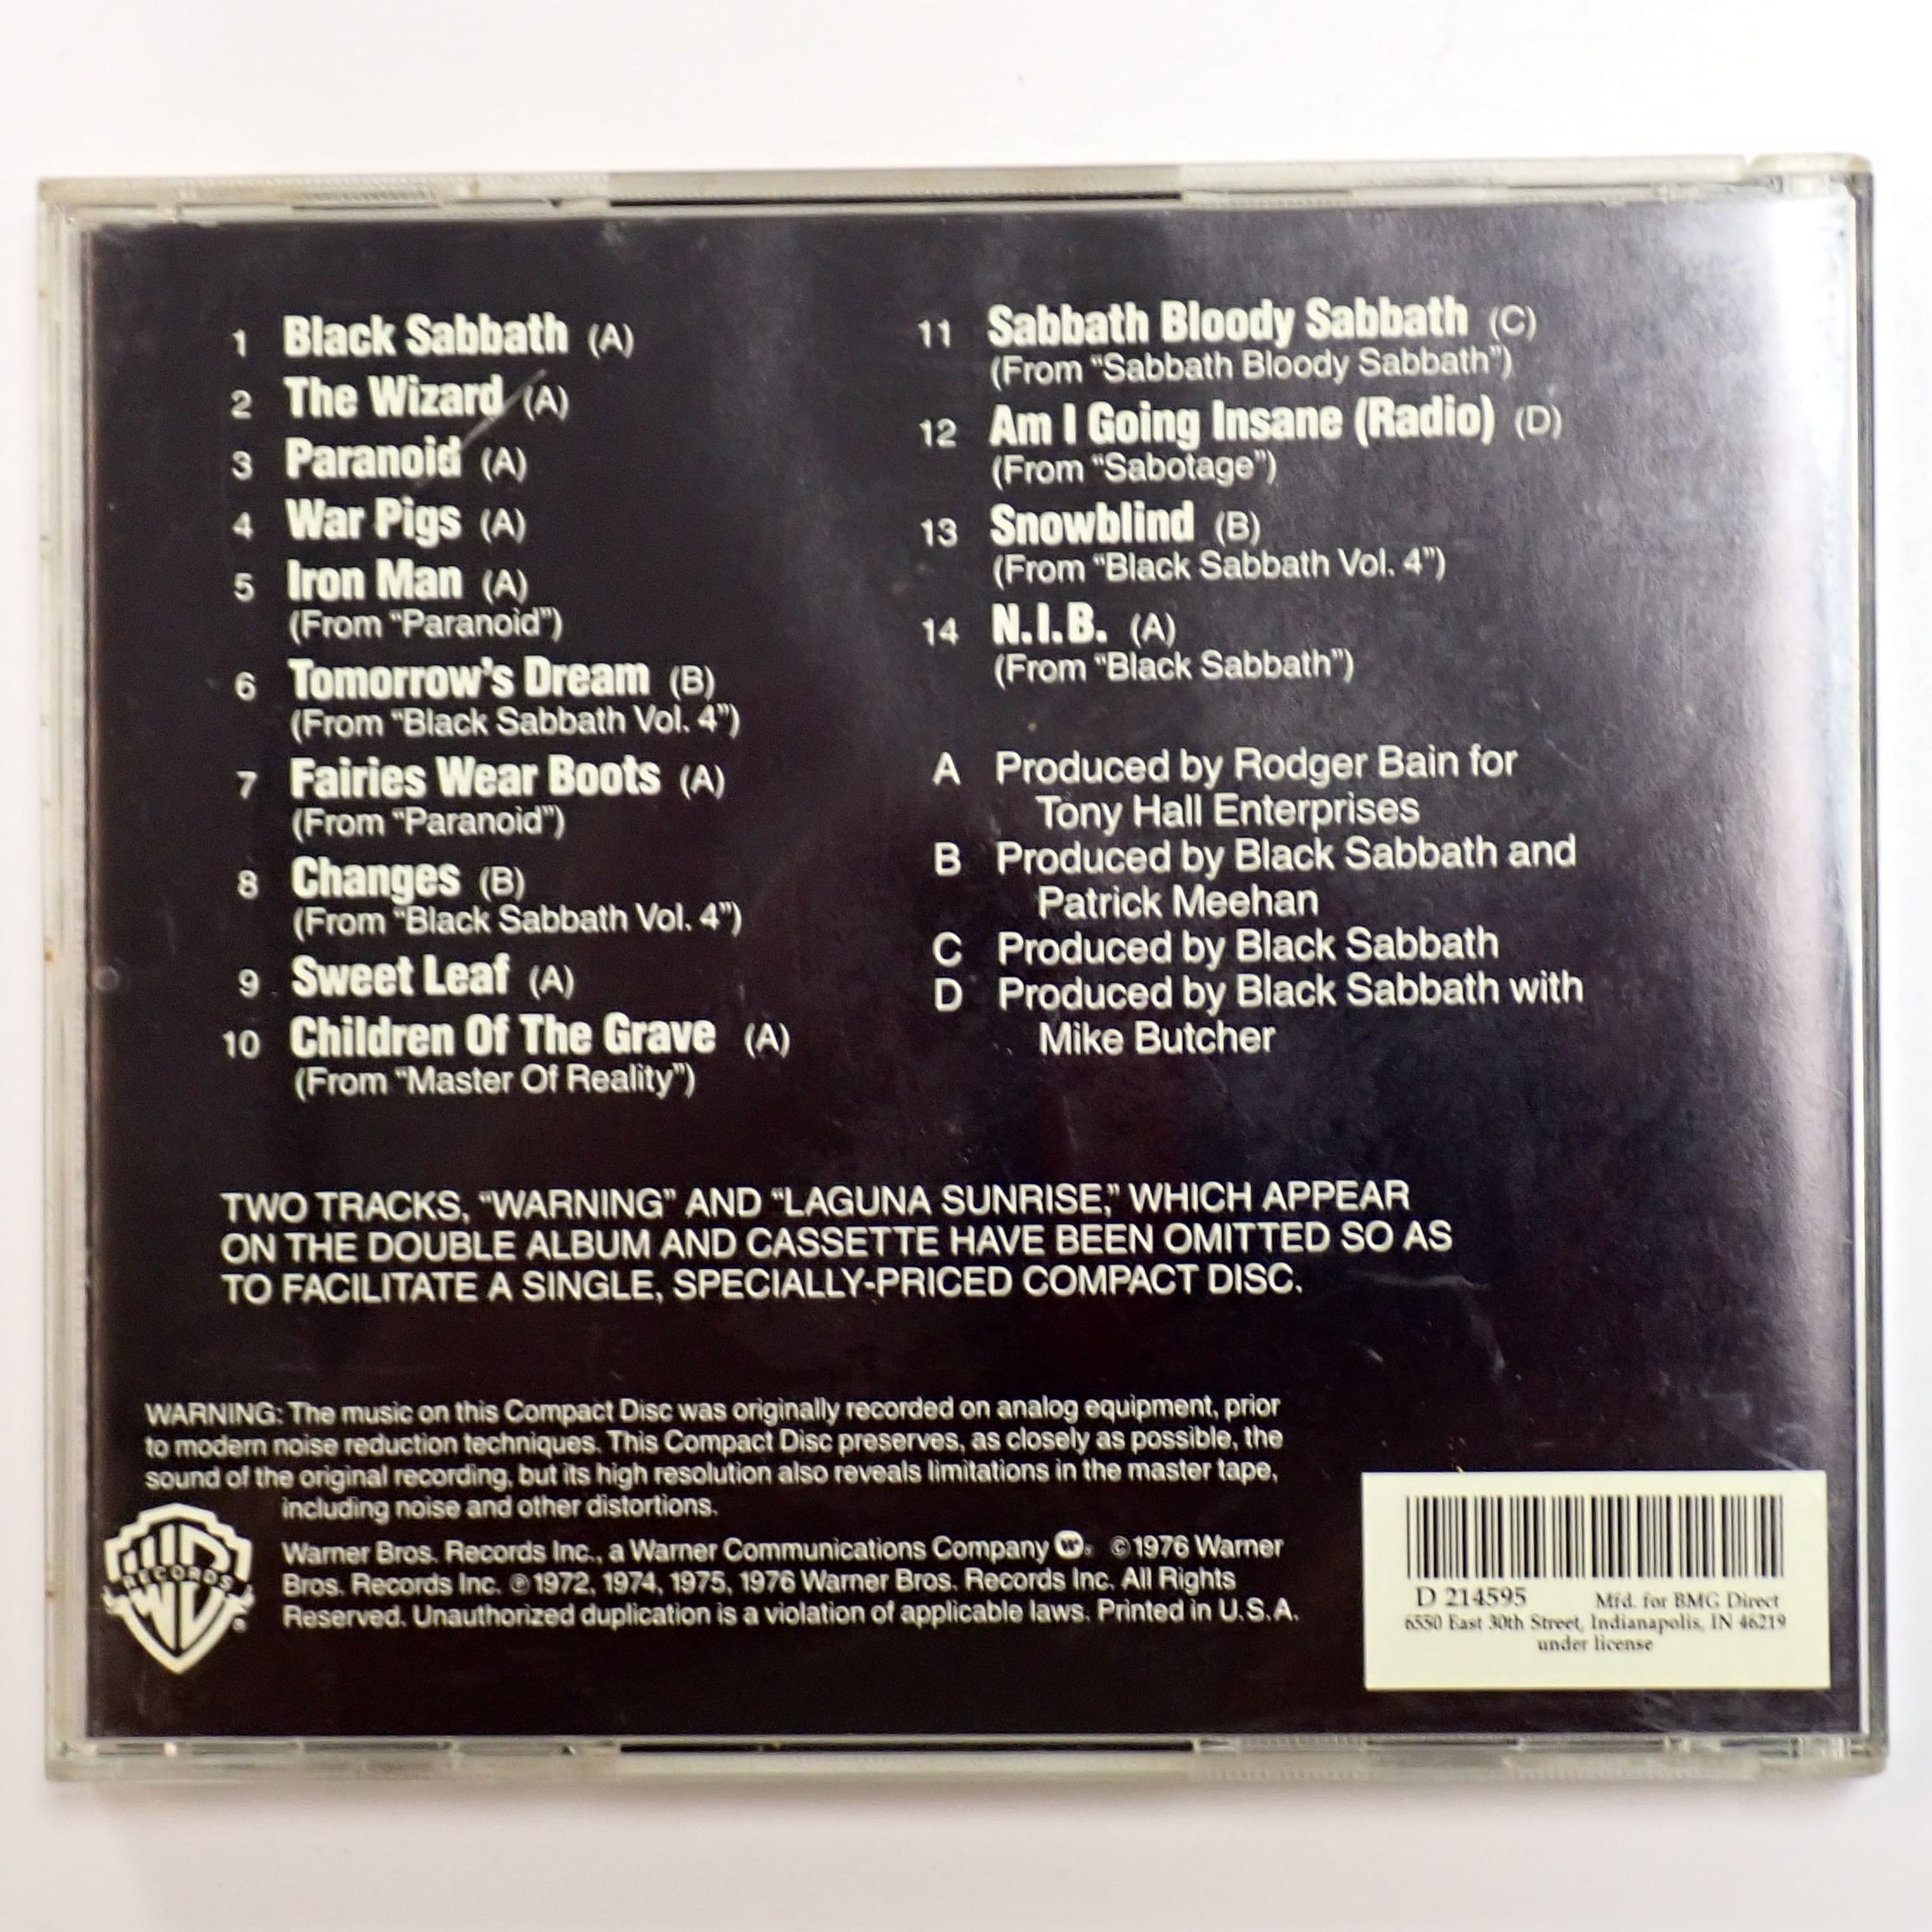 1 Black Sabbath (A)
2 The Wizard (A)
3 Paranoid (A)
4 War Pigs (A)
5 Iron Man (A)
(From “Paranoid”)
6 Tomorrow’s Dream (B)
(From “Black Sabbath Vol. 4”)
7 Fairies Wear Boots (A)
(From “Paranoid”)
8 Changes (B)
(From “Black Sabbath Vol. 4”)
9 Sweet Leaf (A)
10 Children Of The Grave (A)
(From “Master Of Reality”)
11 Sabbath Bloody Sabbath (C)
(From “Sabbath Bloody Sabbath”)
12 Am I Going Insane (Radio) (D)
(From “Sabotage”)
13 Snowblind (B)
(From “Black Sabbath Vol. 4”)
14 N.I.B. (A)
(From “Black Sabbath”)
A Produced by Rodger Bain for
Tony Hall Enterprises
B Produced by Black Sabbath and
Patrick Meehan
C Produced by Black Sabbath
D Produced by Black Sabbath with
Mike Butcher
TWO TRACKS, “WARNING” AND “LAGUNA SUNRISE,” WHICH APPEAR
ON THE DOUBLE ALBUM AND CASSETTE HAVE BEEN OMITTED SO AS
TO FACILITATE A SINGLE, SPECIALLY-PRICED COMPACT DISC.
WARNING: The music on this Compact Disc was originally recorded on analog equipment, prior
to modern noise reduction techniques. This Compact Disc preserves, as closely as possible, the
sound of the original recording, but its high resolution also reveals limitations in the master tape,
including noise and other distortions.
Warner Bros. Records Inc., a Warner Communications Company W. ©1976 Warner
Bros. Records Inc. ℗1972, 1974, 1975, 1976 Warner Bros. Records Inc. All Rights
Reserved. Unauthorized duplication is a violation of applicable laws. Printed in U.S.A.
WB RECORDS ®
D 214595 Mfd. for BMG Direct
6550 East 30th Street, Indianapolis, IN 46219
under license